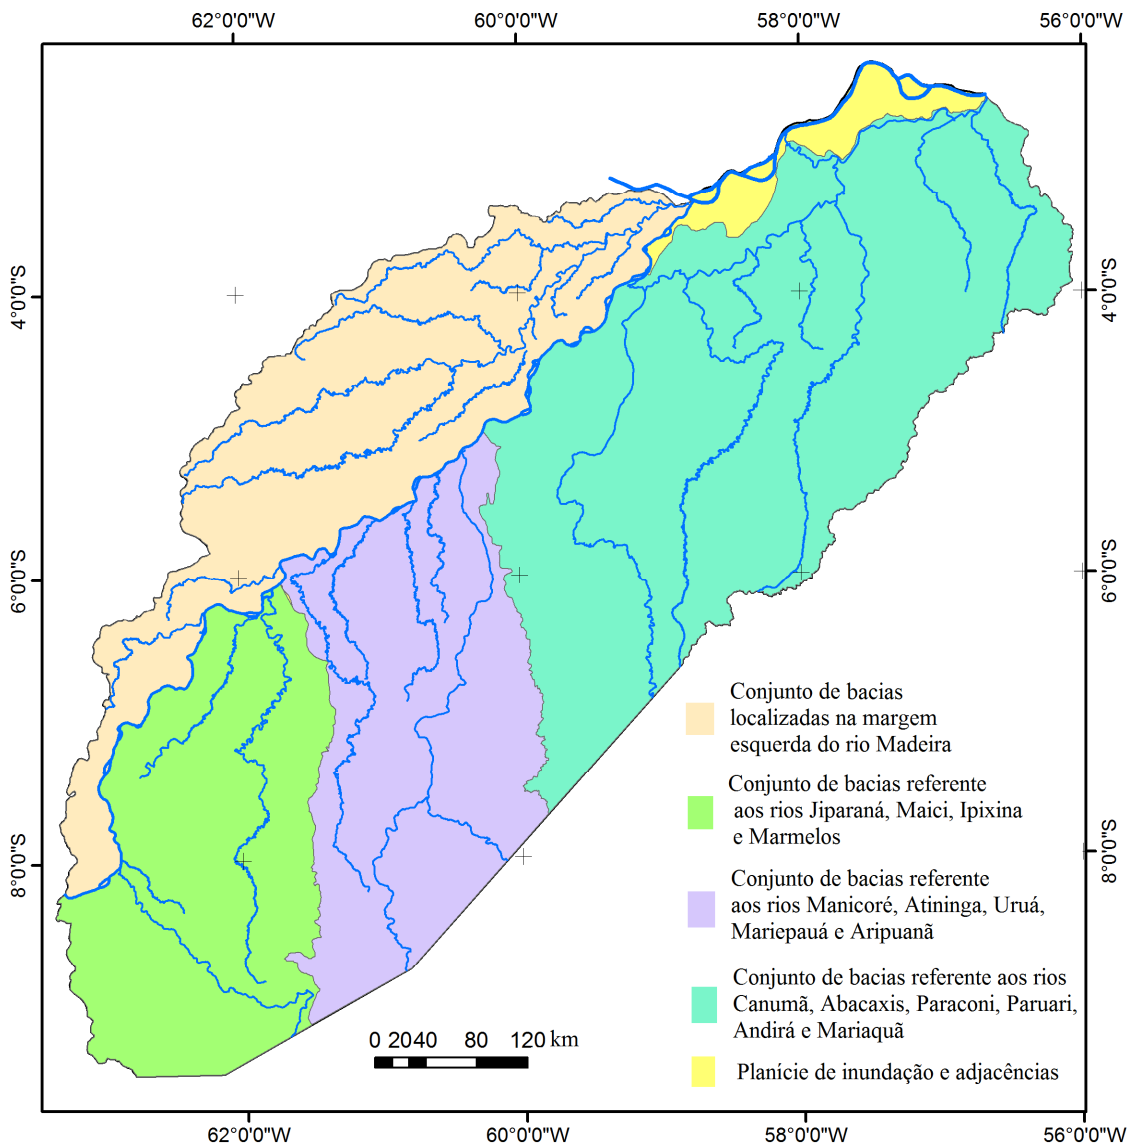 62°0'0"W 60°0'0"W 58°0'0"W 56°0'0"W
4°0'0"S 4°0'0"S
6°0'0"S 6°0'0"S
Conjunto de bacias
localizadas na margem
esquerda do rio Madeira
Conjunto de bacias referente
aos rios Jiparaná, Maici, Ipixina
e Marmelos
8°0'0"S 8°0'0"S
Conjunto de bacias referente
aos rios Manicoré, Atininga, Uruá,
Mariepauá e Aripuanã
Conjunto de bacias referente aos rios
Canumã, Abacaxis, Paraconi, Paruari,
Andirá e Mariaquã
0 20 40 80 120 km
Planície de inundação e adjacências
62°0'0"W 60°0'0"W 58°0'0"W 56°0'0"W